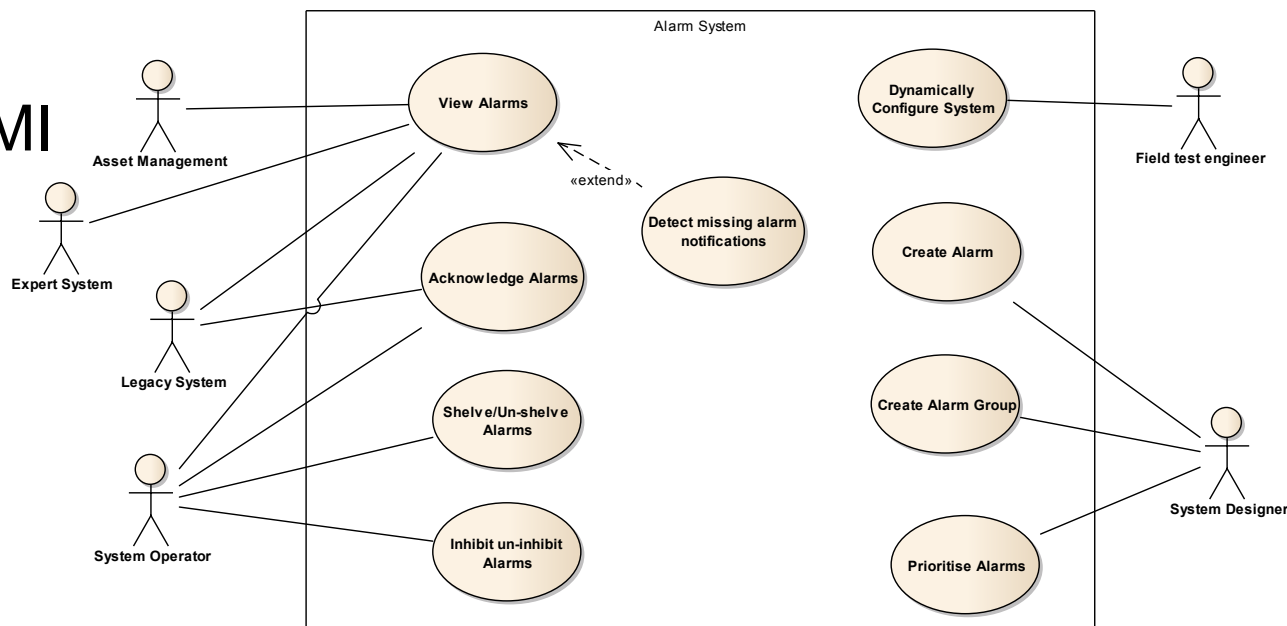 Alarm System
MI
View Alarms
Dynamically
Configure System
Asset Management
Field test engineer
«extend»
Detect missing alarm
notifications
Expert System
Acknowledge Alarms
Create Alarm
Legacy System
Shelve/Un-shelve
Alarms
Create Alarm Group
System Operator
Inhibit un-inhibit
Alarms
System Designer
Prioritise Alarms